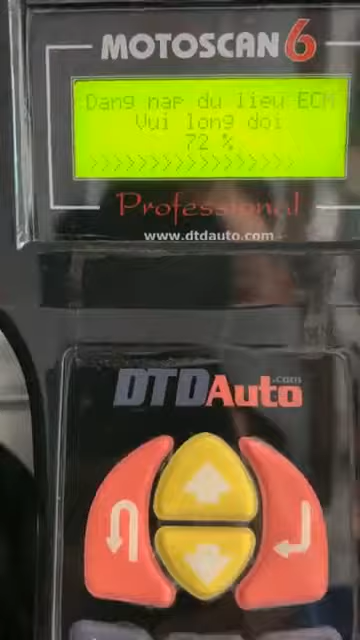 MOTOSCAN 6
Dang nap du lieu ECM
Vui long doi
72 %
>>>>>>>>>>>>>>>>>>
Professional
www.dtdauto.com
DTDAuto.com